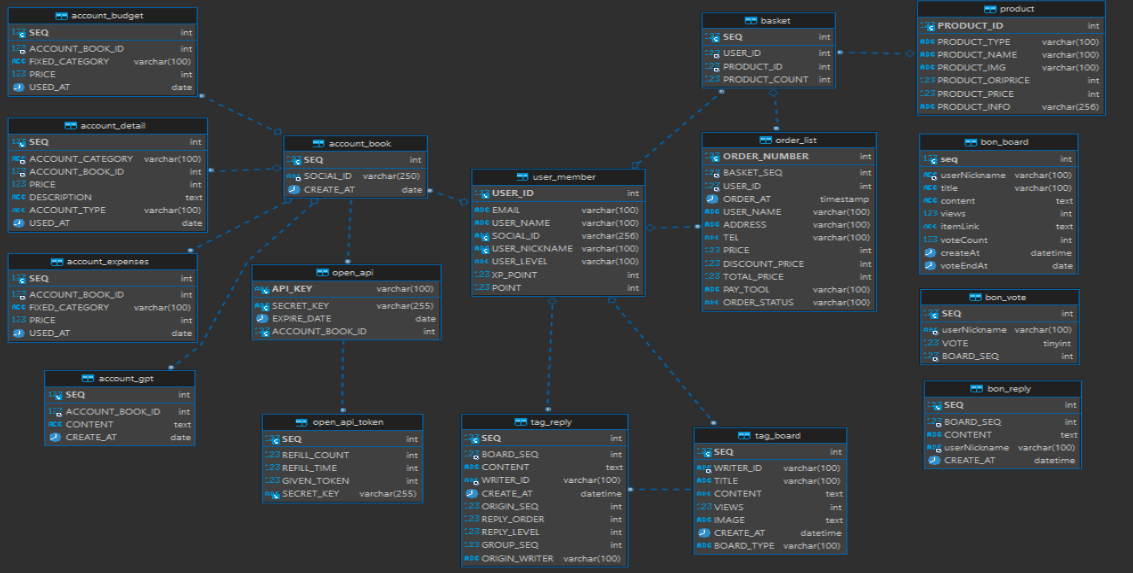 account_budget
SEQ int
ACCOUNT_BOOK_ID int
FIXED_CATEGORY varchar(100)
PRICE int
USED_AT date
account_detail
SEQ int
ACCOUNT_CATEGORY varchar(100)
ACCOUNT_BOOK_ID int
PRICE int
DESCRIPTION text
ACCOUNT_TYPE varchar(100)
USED_AT date
account_expenses
SEQ int
ACCOUNT_BOOK_ID int
FIXED_CATEGORY varchar(100)
PRICE int
USED_AT date
account_gpt
SEQ int
ACCOUNT_BOOK_ID int
CONTENT text
CREATE_AT date
account_book
SEQ int
SOCIAL_ID varchar(250)
CREATE_AT date
open_api
API_KEY varchar(100)
SECRET_KEY varchar(255)
EXPIRE_DATE date
ACCOUNT_BOOK_ID int
open_api_token
SEQ int
REFILL_COUNT int
REFILL_TIME int
GIVEN_TOKEN int
SECRET_KEY varchar(255)
user_member
USER_ID int
EMAIL varchar(100)
USER_NAME varchar(100)
SOCIAL_ID varchar(256)
USER_NICKNAME varchar(100)
USER_LEVEL varchar(100)
XP_POINT int
POINT int
tag_reply
SEQ int
BOARD_SEQ int
CONTENT text
WRITER_ID varchar(100)
CREATE_AT datetime
ORIGIN_SEQ int
REPLY_ORDER int
REPLY_LEVEL int
GROUP_SEQ int
ORIGIN_WRITER varchar(100)
basket
SEQ int
USER_ID int
PRODUCT_ID int
PRODUCT_COUNT int
order_list
ORDER_NUMBER int
BASKET_SEQ int
USER_ID int
ORDER_AT timestamp
USER_NAME varchar(100)
ADDRESS varchar(100)
TEL varchar(100)
PRICE int
DISCOUNT_PRICE int
TOTAL_PRICE int
PAY_TOOL varchar(100)
ORDER_STATUS varchar(100)
tag_board
SEQ int
WRITER_ID varchar(100)
TITLE varchar(100)
CONTENT text
VIEWS int
IMAGE text
CREATE_AT datetime
BOARD_TYPE varchar(100)
product
PRODUCT_ID int
PRODUCT_TYPE varchar(100)
PRODUCT_NAME varchar(100)
PRODUCT_IMG varchar(100)
PRODUCT_ORIPRICE int
PRODUCT_PRICE int
PRODUCT_INFO varchar(256)
bon_board
seq int
userNickname varchar(100)
title varchar(100)
content text
views int
itemLink text
voteCount int
createAt datetime
voteEndAt date
bon_vote
SEQ int
userNickname varchar(100)
VOTE tinyint
BOARD_SEQ int
bon_reply
SEQ int
BOARD_SEQ int
CONTENT text
userNickname varchar(100)
CREATE_AT datetime